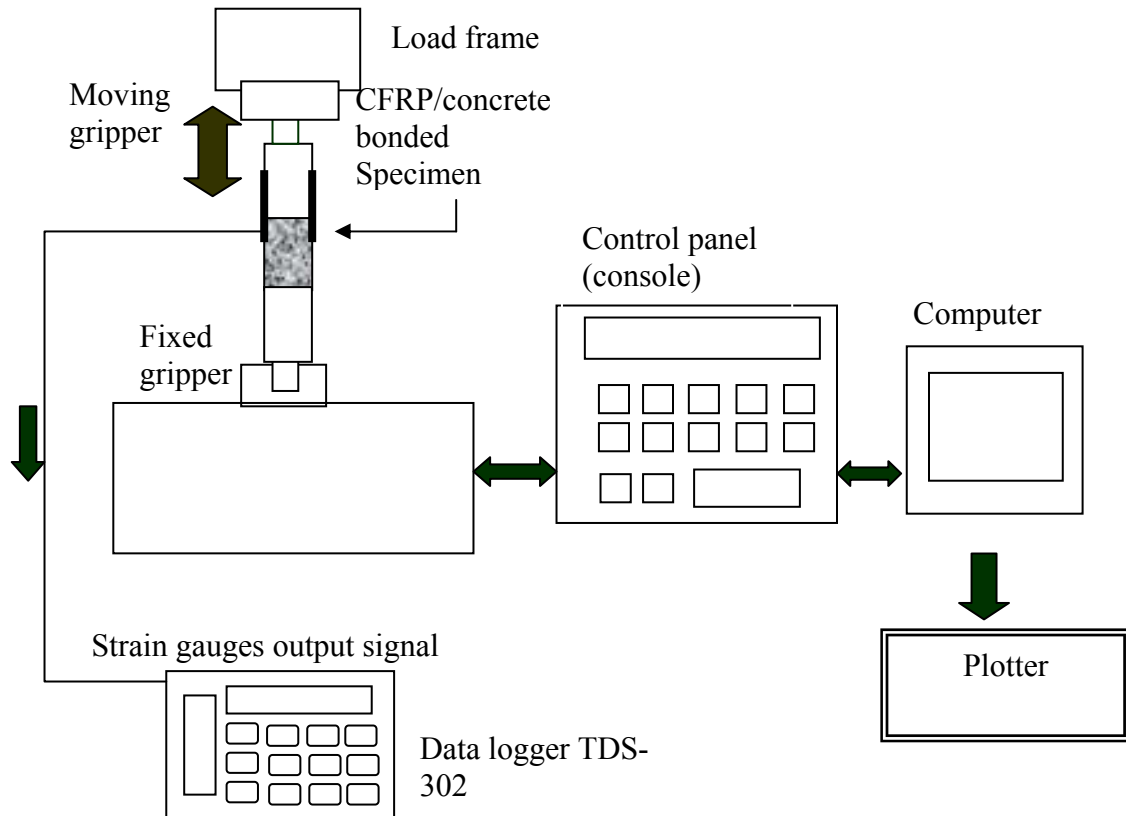 Load frame
Moving
gripper
CFRP/concrete
bonded
Specimen
Control panel
(console)
Computer
Fixed
gripper
Strain gauges output signal
Plotter
Data logger TDS-
302